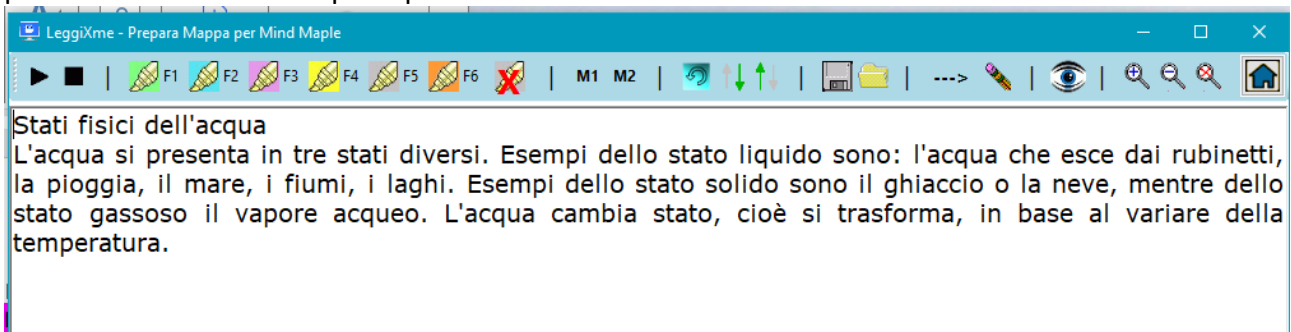 LeggiXme - Prepara Mappa per Mind Maple
F1 F2 F3 F4 F5 F6 | M1 M2 | | | ---> | |
Stati fisici dell'acqua
L'acqua si presenta in tre stati diversi. Esempi dello stato liquido sono: l'acqua che esce dai rubinetti,
la pioggia, il mare, i fiumi, i laghi. Esempi dello stato solido sono il ghiaccio o la neve, mentre dello
stato gassoso il vapore acqueo. L'acqua cambia stato, cioè si trasforma, in base al variare della
temperatura.